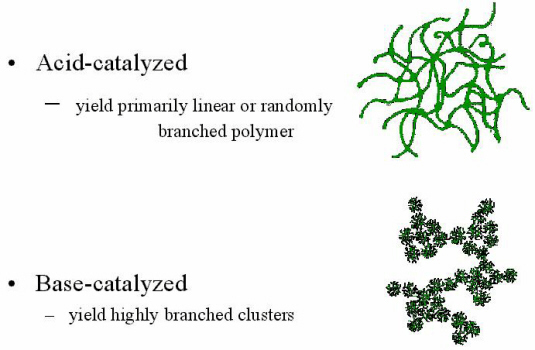 • Acid-catalyzed
– yield primarily linear or randomly
branched polymer
• Base-catalyzed
– yield highly branched clusters